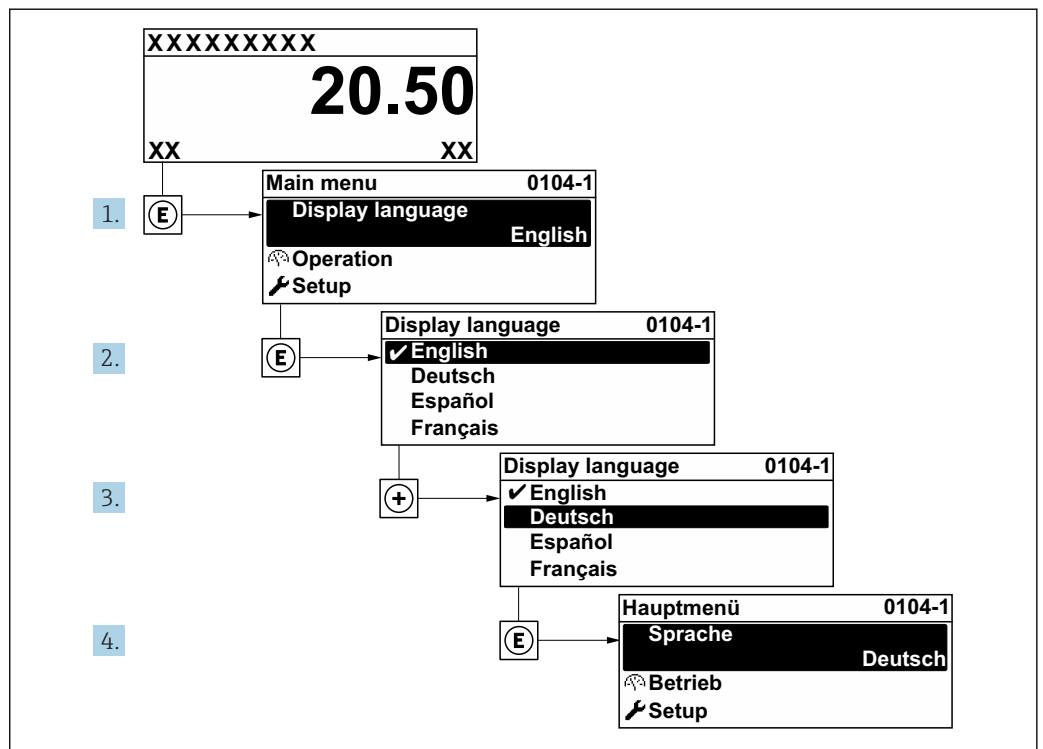 XXXXXXXXX
20.50
XX XX
1. E
Main menu 0104-1
Display language
English
Operation
Setup
2. E
Display language 0104-1
✔English
Deutsch
Español
Français
3. +
Display language 0104-1
✔English
Deutsch
Español
Français
4. E
Hauptmenü 0104-1
Sprache
Deutsch
Betrieb
Setup